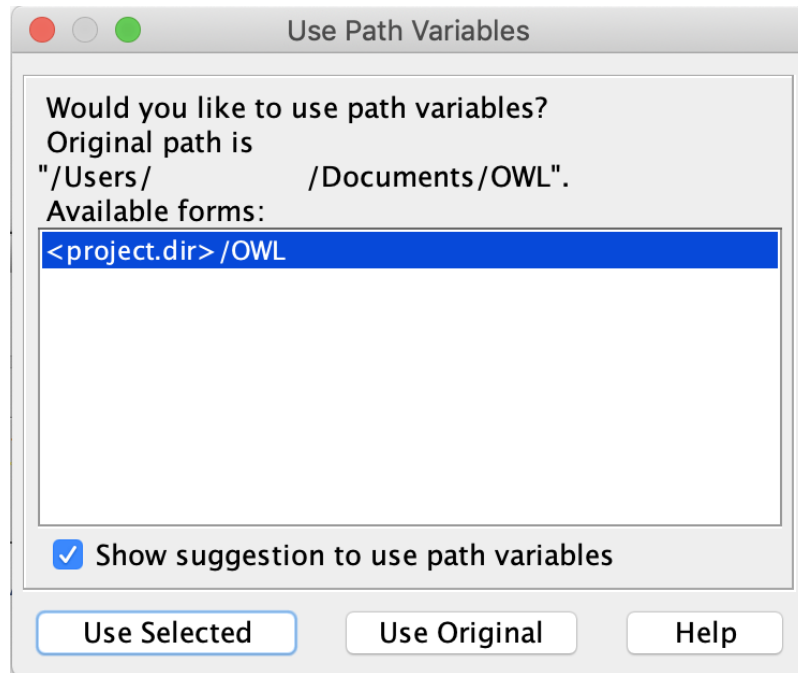 Use Path Variables
Would you like to use path variables?
Original path is
"/Users/ /Documents/OWL".
Available forms:
<project.dir>/OWL
Show suggestion to use path variables
Use Selected Use Original Help